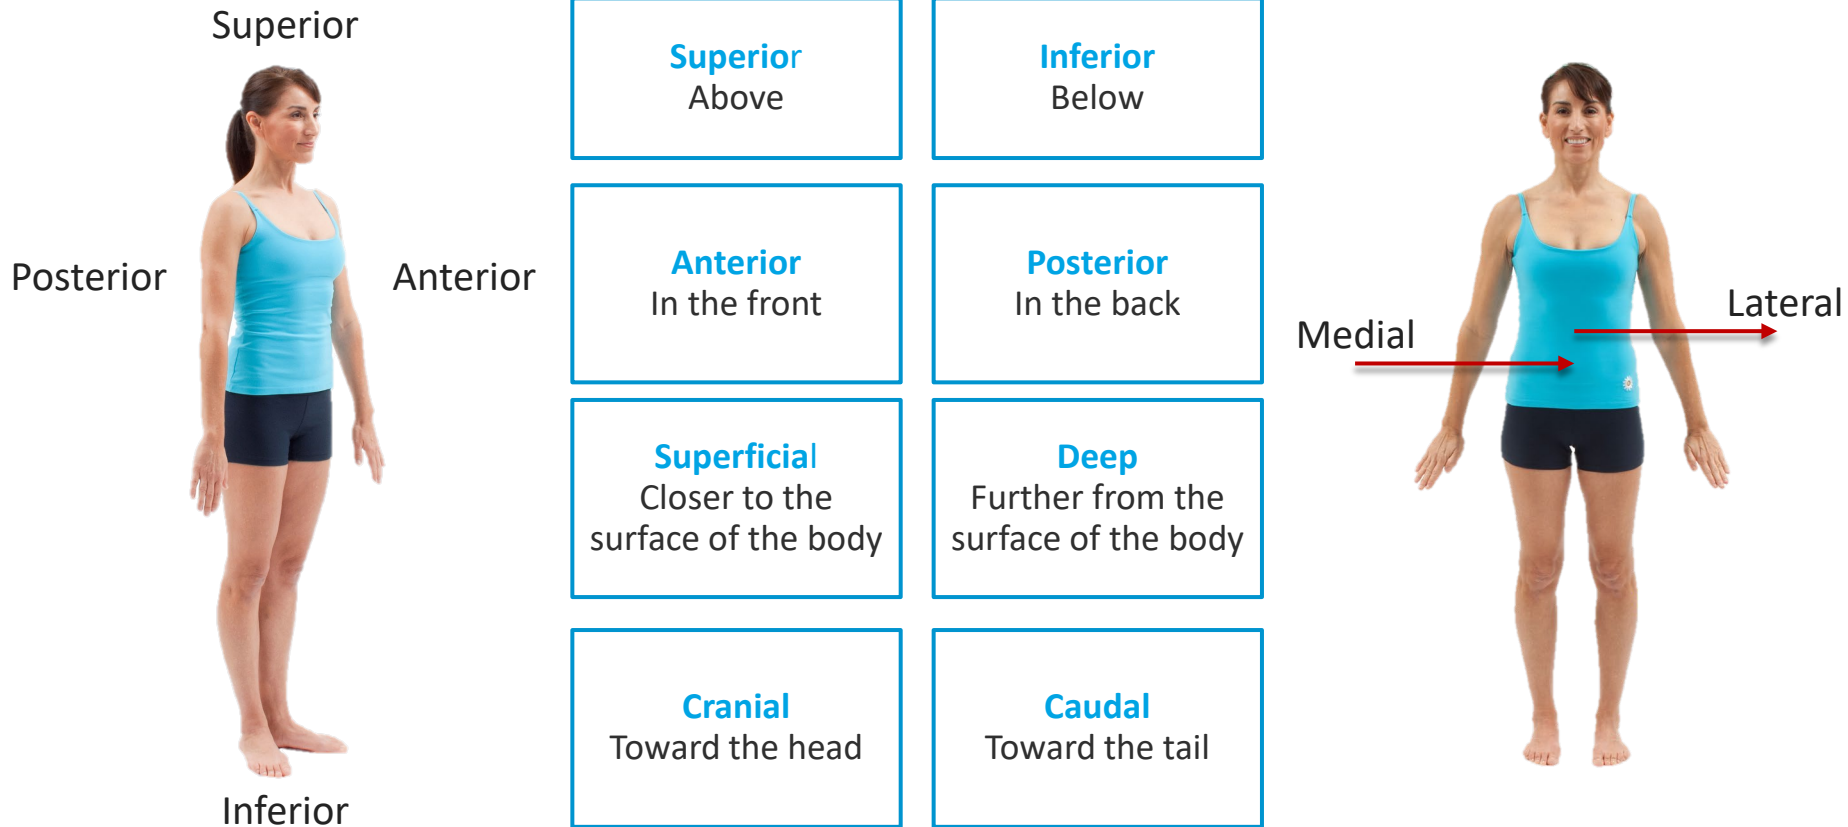 Superior
Posterior
Anterior
Inferior
Superior
Above
Inferior
Below
Anterior
In the front
Posterior
In the back
Superficial
Closer to the
surface of the body
Deep
Further from the
surface of the body
Cranial
Toward the head
Caudal
Toward the tail
Medial
Lateral